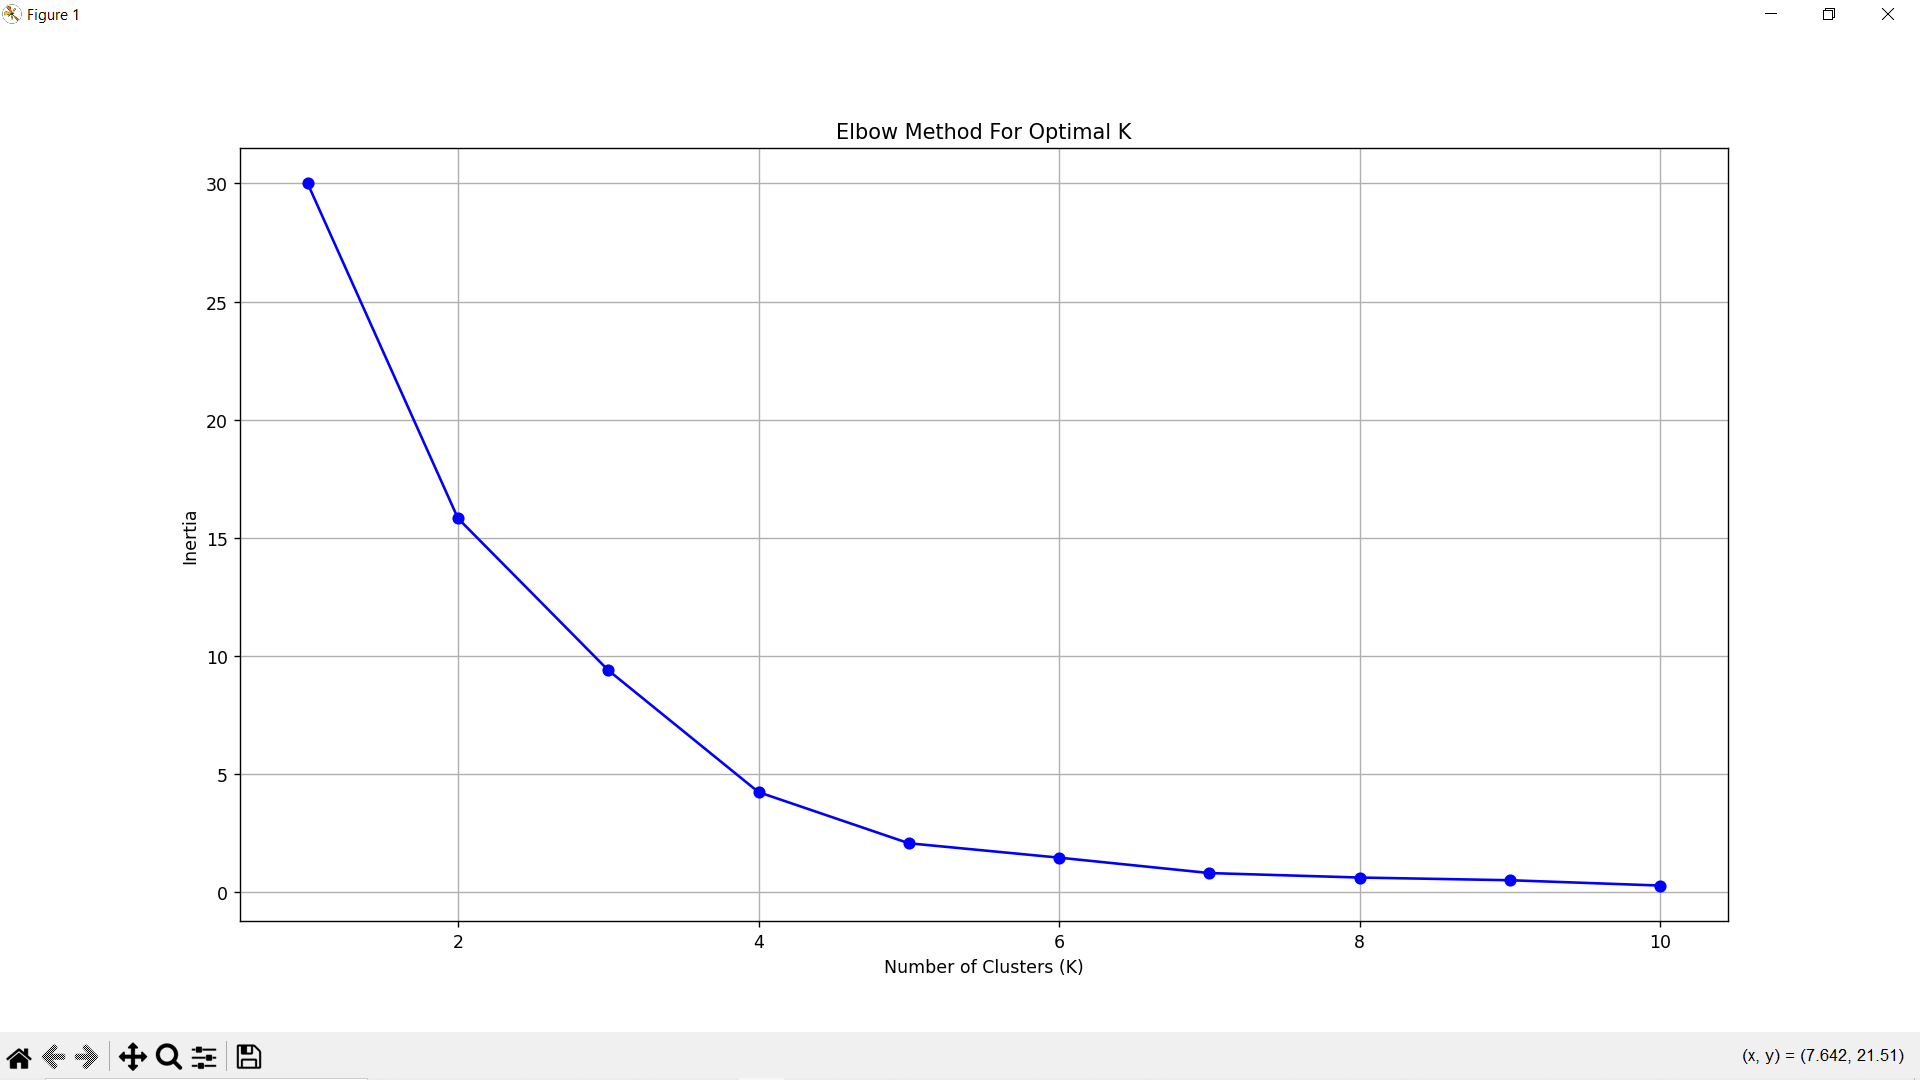 Figure 1
Elbow Method For Optimal K
30
25
20
15
10
5
0
Inertia
2 4 6 8 10
Number of Clusters (K)
(x, y) = (7.642, 21.51)